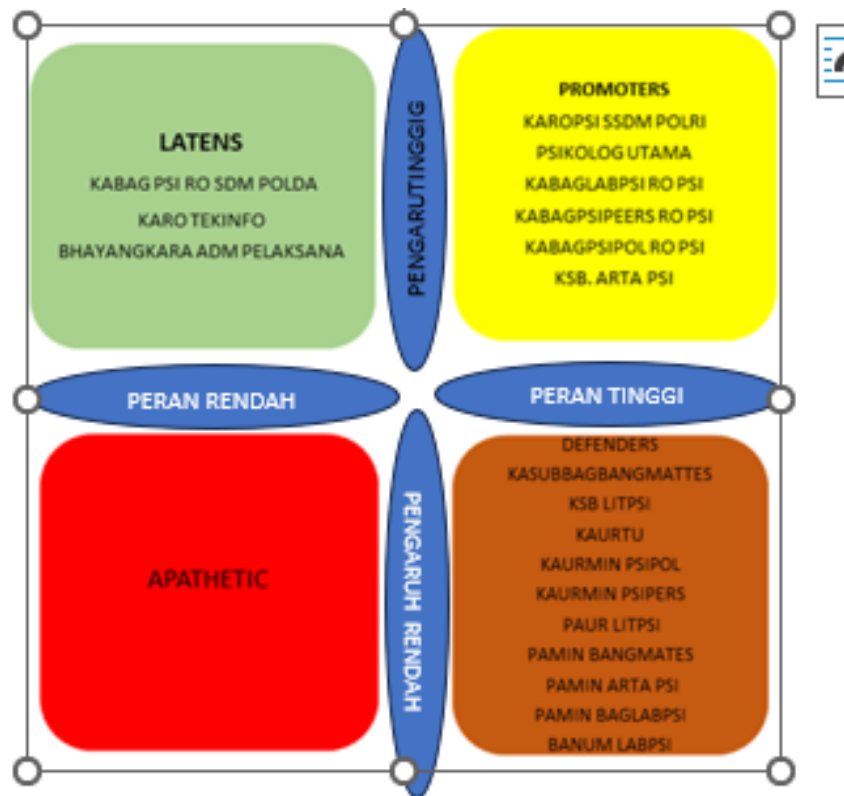 LATENS
KABAG PSI RO SDM POLDA
KARO TEKINFO
BHAYANGKARA ADM PELAKSANA
PENGARUTINGGIG
PROMOTERS
KAROPSI SSDM POLRI
PSIKOLOG UTAMA
KABAGLABPSI RO PSI
KABAGPSIPEERS RO PSI
KABAGPSIPOL RO PSI
KSB. ARTA PSI
PERAN RENDAH
PERAN TINGGI
APATHETIC
PENGARUH RENDAH
DEFENDERS
KASUBBAGBANGMATTES
KSB LITPSI
KAURTU
KAURMIN PSIPOL
KAURMIN PSIPERS
PAUR LITPSI
PAMIN BANGMATES
PAMIN ARTA PSI
PAMIN BAGLABPSI
BANUM LABPSI